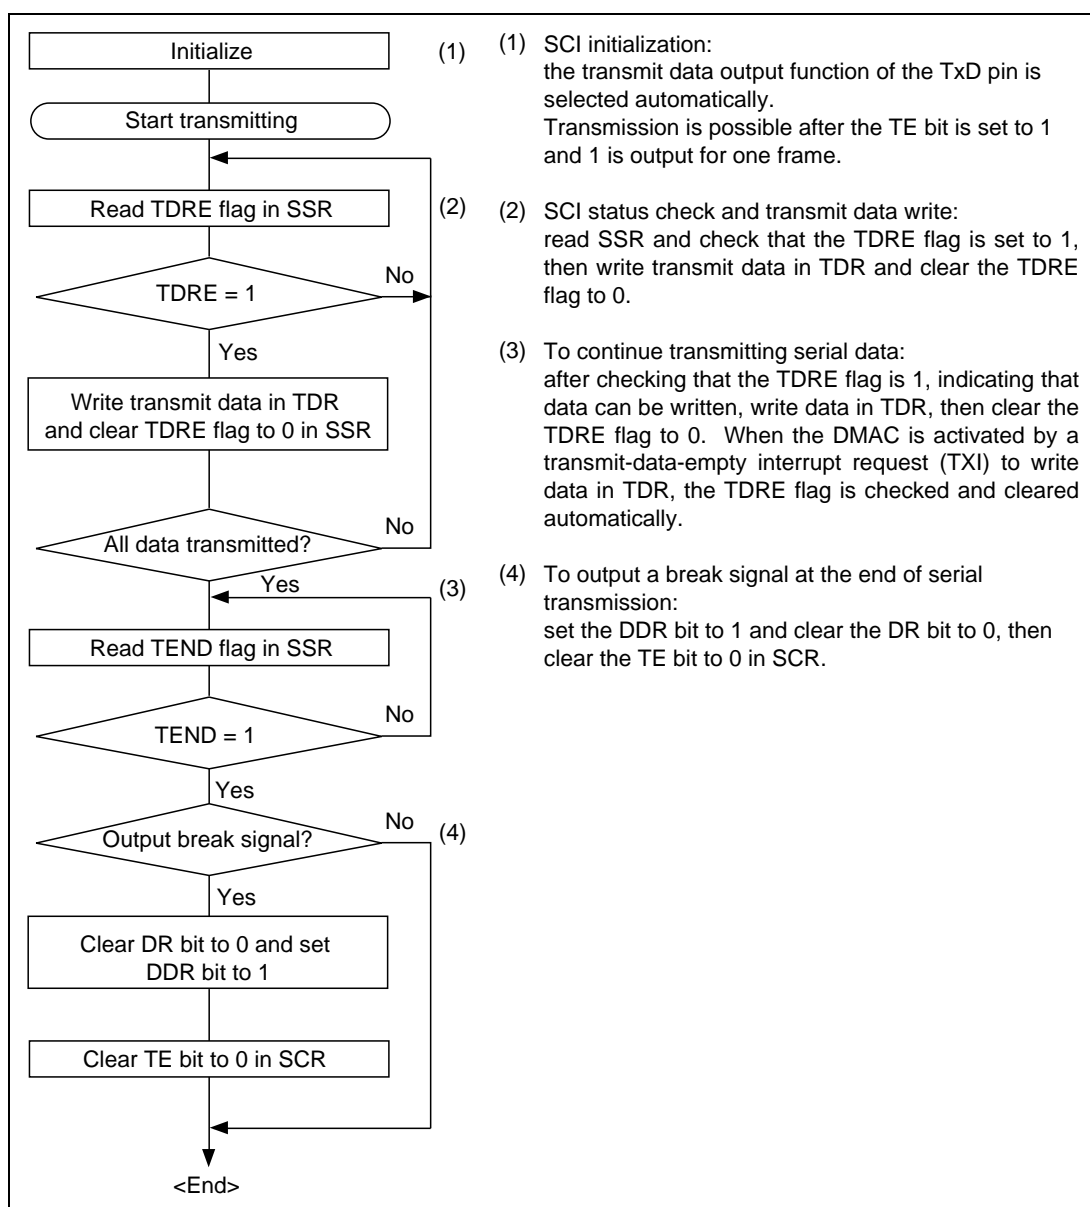 Initialize
(1)
Start transmitting
Read TDRE flag in SSR
(2)
TDRE = 1
No
Yes
Write transmit data in TDR
and clear TDRE flag to 0 in SSR
All data transmitted?
No
Yes
(3)
Read TEND flag in SSR
TEND = 1
No
Yes
Output break signal?
No
(4)
Yes
Clear DR bit to 0 and set
DDR bit to 1
Clear TE bit to 0 in SCR
<End>
(1) SCI initialization:
the transmit data output function of the TxD pin is
selected automatically.
Transmission is possible after the TE bit is set to 1
and 1 is output for one frame.
(2) SCI status check and transmit data write:
read SSR and check that the TDRE flag is set to 1,
then write transmit data in TDR and clear the TDRE
flag to 0.
(3) To continue transmitting serial data:
after checking that the TDRE flag is 1, indicating that
data can be written, write data in TDR, then clear the
TDRE flag to 0. When the DMAC is activated by a
transmit-data-empty interrupt request (TXI) to write
data in TDR, the TDRE flag is checked and cleared
automatically.
(4) To output a break signal at the end of serial
transmission:
set the DDR bit to 1 and clear the DR bit to 0, then
clear the TE bit to 0 in SCR.